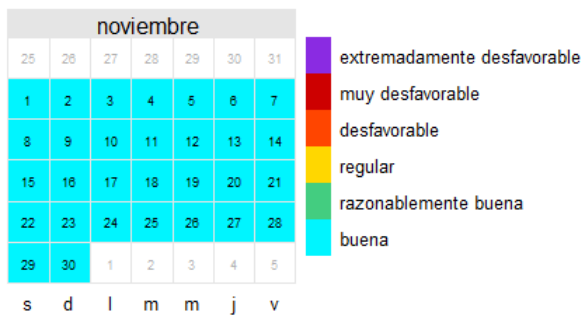 noviembre
25 26 27 28 29 30 31
1 2 3 4 5 6 7
8 9 10 11 12 13 14
15 16 17 18 19 20 21
22 23 24 25 26 27 28
29 30 1 2 3 4 5
s d l m m j v
extremadamente desfavorable
muy desfavorable
desfavorable
regular
razonablemente buena
buena